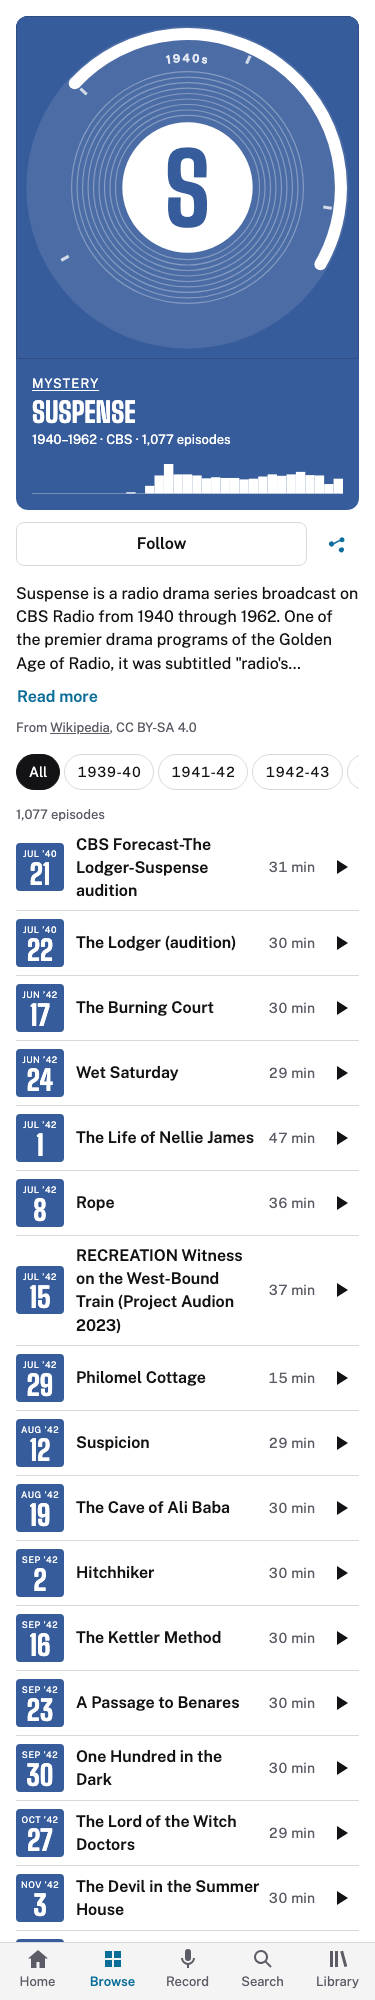 1940s
S
MYSTERY
SUSPENSE
1940–1962 · CBS · 1,077 episodes
Follow
Suspense is a radio drama series broadcast on
CBS Radio from 1940 through 1962. One of
the premier drama programs of the Golden
Age of Radio, it was subtitled "radio's...
Read more
From Wikipedia, CC BY-SA 4.0
All
1939-40
1941-42
1942-43
1,077 episodes
JUL '40
21
CBS Forecast-The
Lodger-Suspense
audition
31 min
JUL '40
22
The Lodger (audition)
30 min
JUN '42
17
The Burning Court
30 min
JUN '42
24
Wet Saturday
29 min
JUL '42
1
The Life of Nellie James
47 min
JUL '42
8
Rope
36 min
JUL '42
15
RECREATION Witness
on the West-Bound
Train (Project Audion
2023)
37 min
JUL '42
29
Philomel Cottage
15 min
AUG '42
12
Suspicion
29 min
AUG '42
19
The Cave of Ali Baba
30 min
SEP '42
2
Hitchhiker
30 min
SEP '42
16
The Kettler Method
30 min
SEP '42
23
A Passage to Benares
30 min
SEP '42
30
One Hundred in the
Dark
30 min
OCT '42
27
The Lord of the Witch
Doctors
29 min
NOV '42
3
The Devil in the Summer
House
30 min
Home
Browse
Record
Search
Library